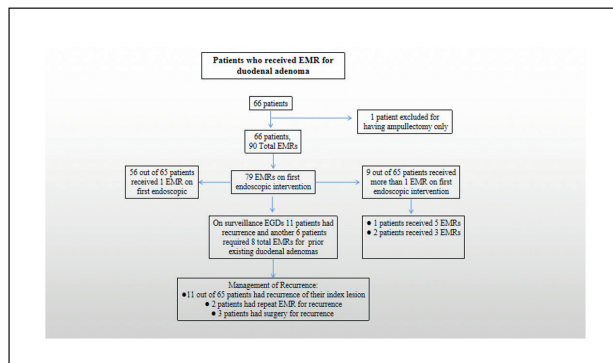 Patients who received EMR for
duodenal adenoma
66 patients
1 patient excluded for
having ampullectomy only
66 patients,
90 Total EMRs
56 out of 65 patients
received 1 EMR on
first endoscopic
79 EMRs on first
endoscopic intervention
9 out of 65 patients received
more than 1 EMR on first
endoscopic intervention
On surveillance EGDs 11 patients had
recurrence and another 6 patients
required 8 total EMRs for prior
existing duodenal adenomas
● 1 patients received 5 EMRs
● 2 patients received 3 EMRs
Management of Recurrence:
●11 out of 65 patients had recurrence of their index lesion
● 2 patients had repeat EMR for recurrence
● 3 patients had surgery for recurrence